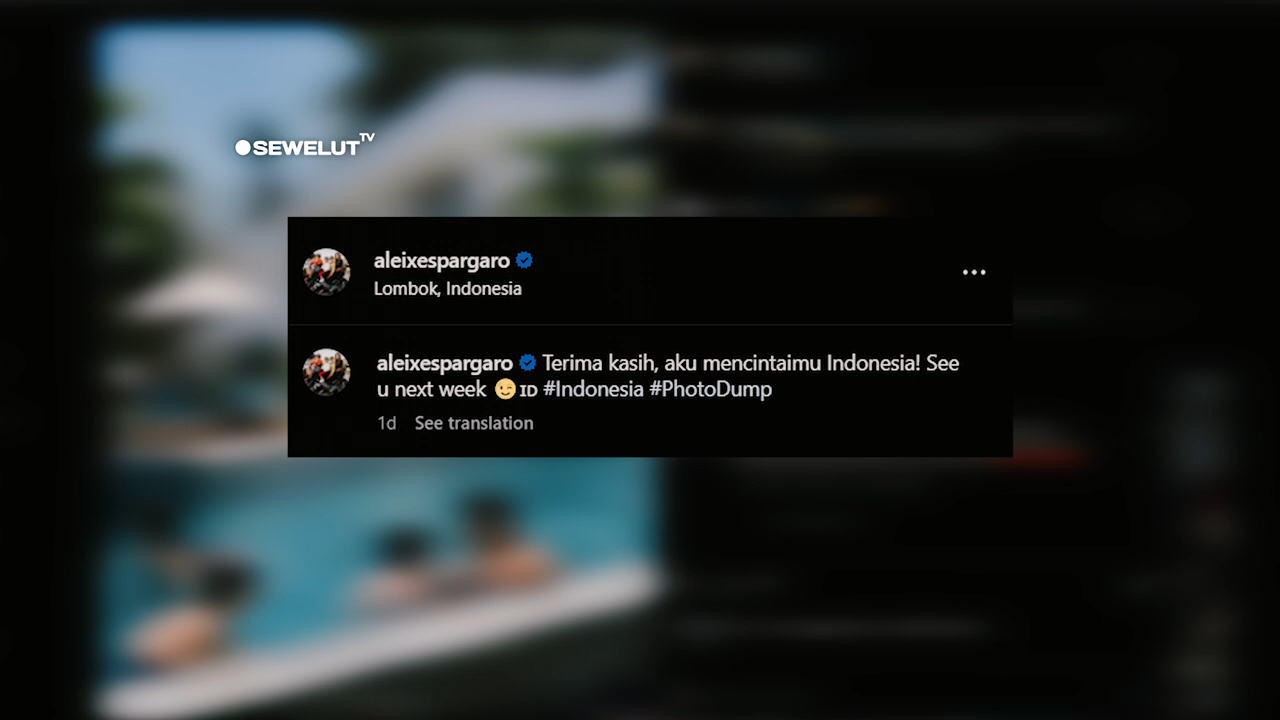 SEWELUT TV
aleixespargaro
Lombok, Indonesia
aleixespargaro Terima kasih, aku mencintaimu Indonesia! See
u next week 😉 ID #Indonesia #PhotoDump
1d See translation